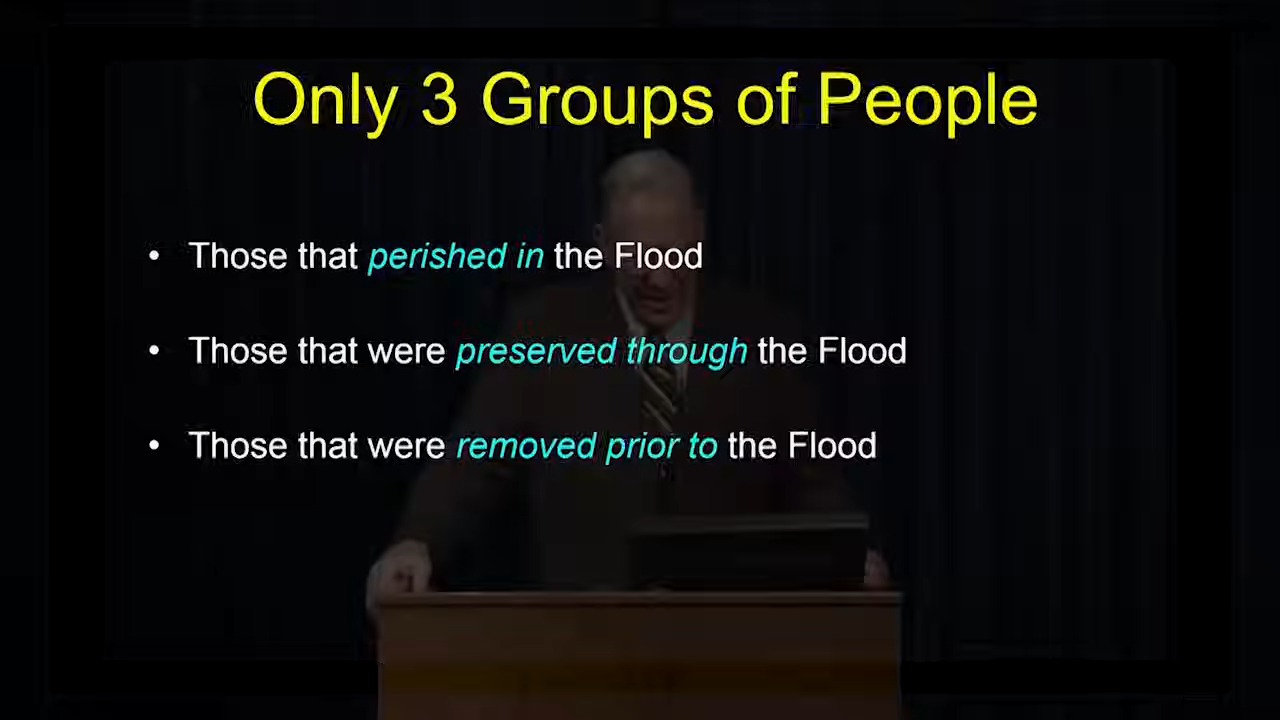 Only 3 Groups of People
• Those that perished in the Flood
• Those that were preserved through the Flood
• Those that were removed prior to the Flood